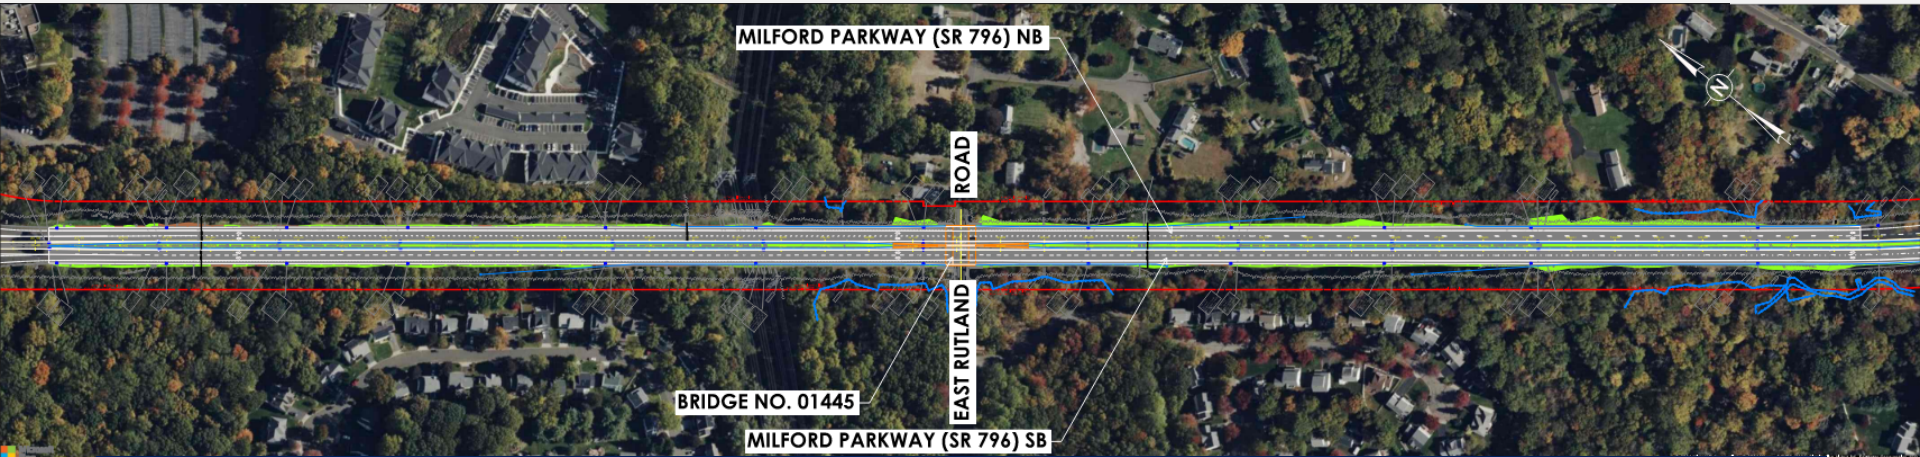 MILFORD PARKWAY (SR 796) NB
N
EAST RUTLAND ROAD
BRIDGE NO. 01445
MILFORD PARKWAY (SR 796) SB